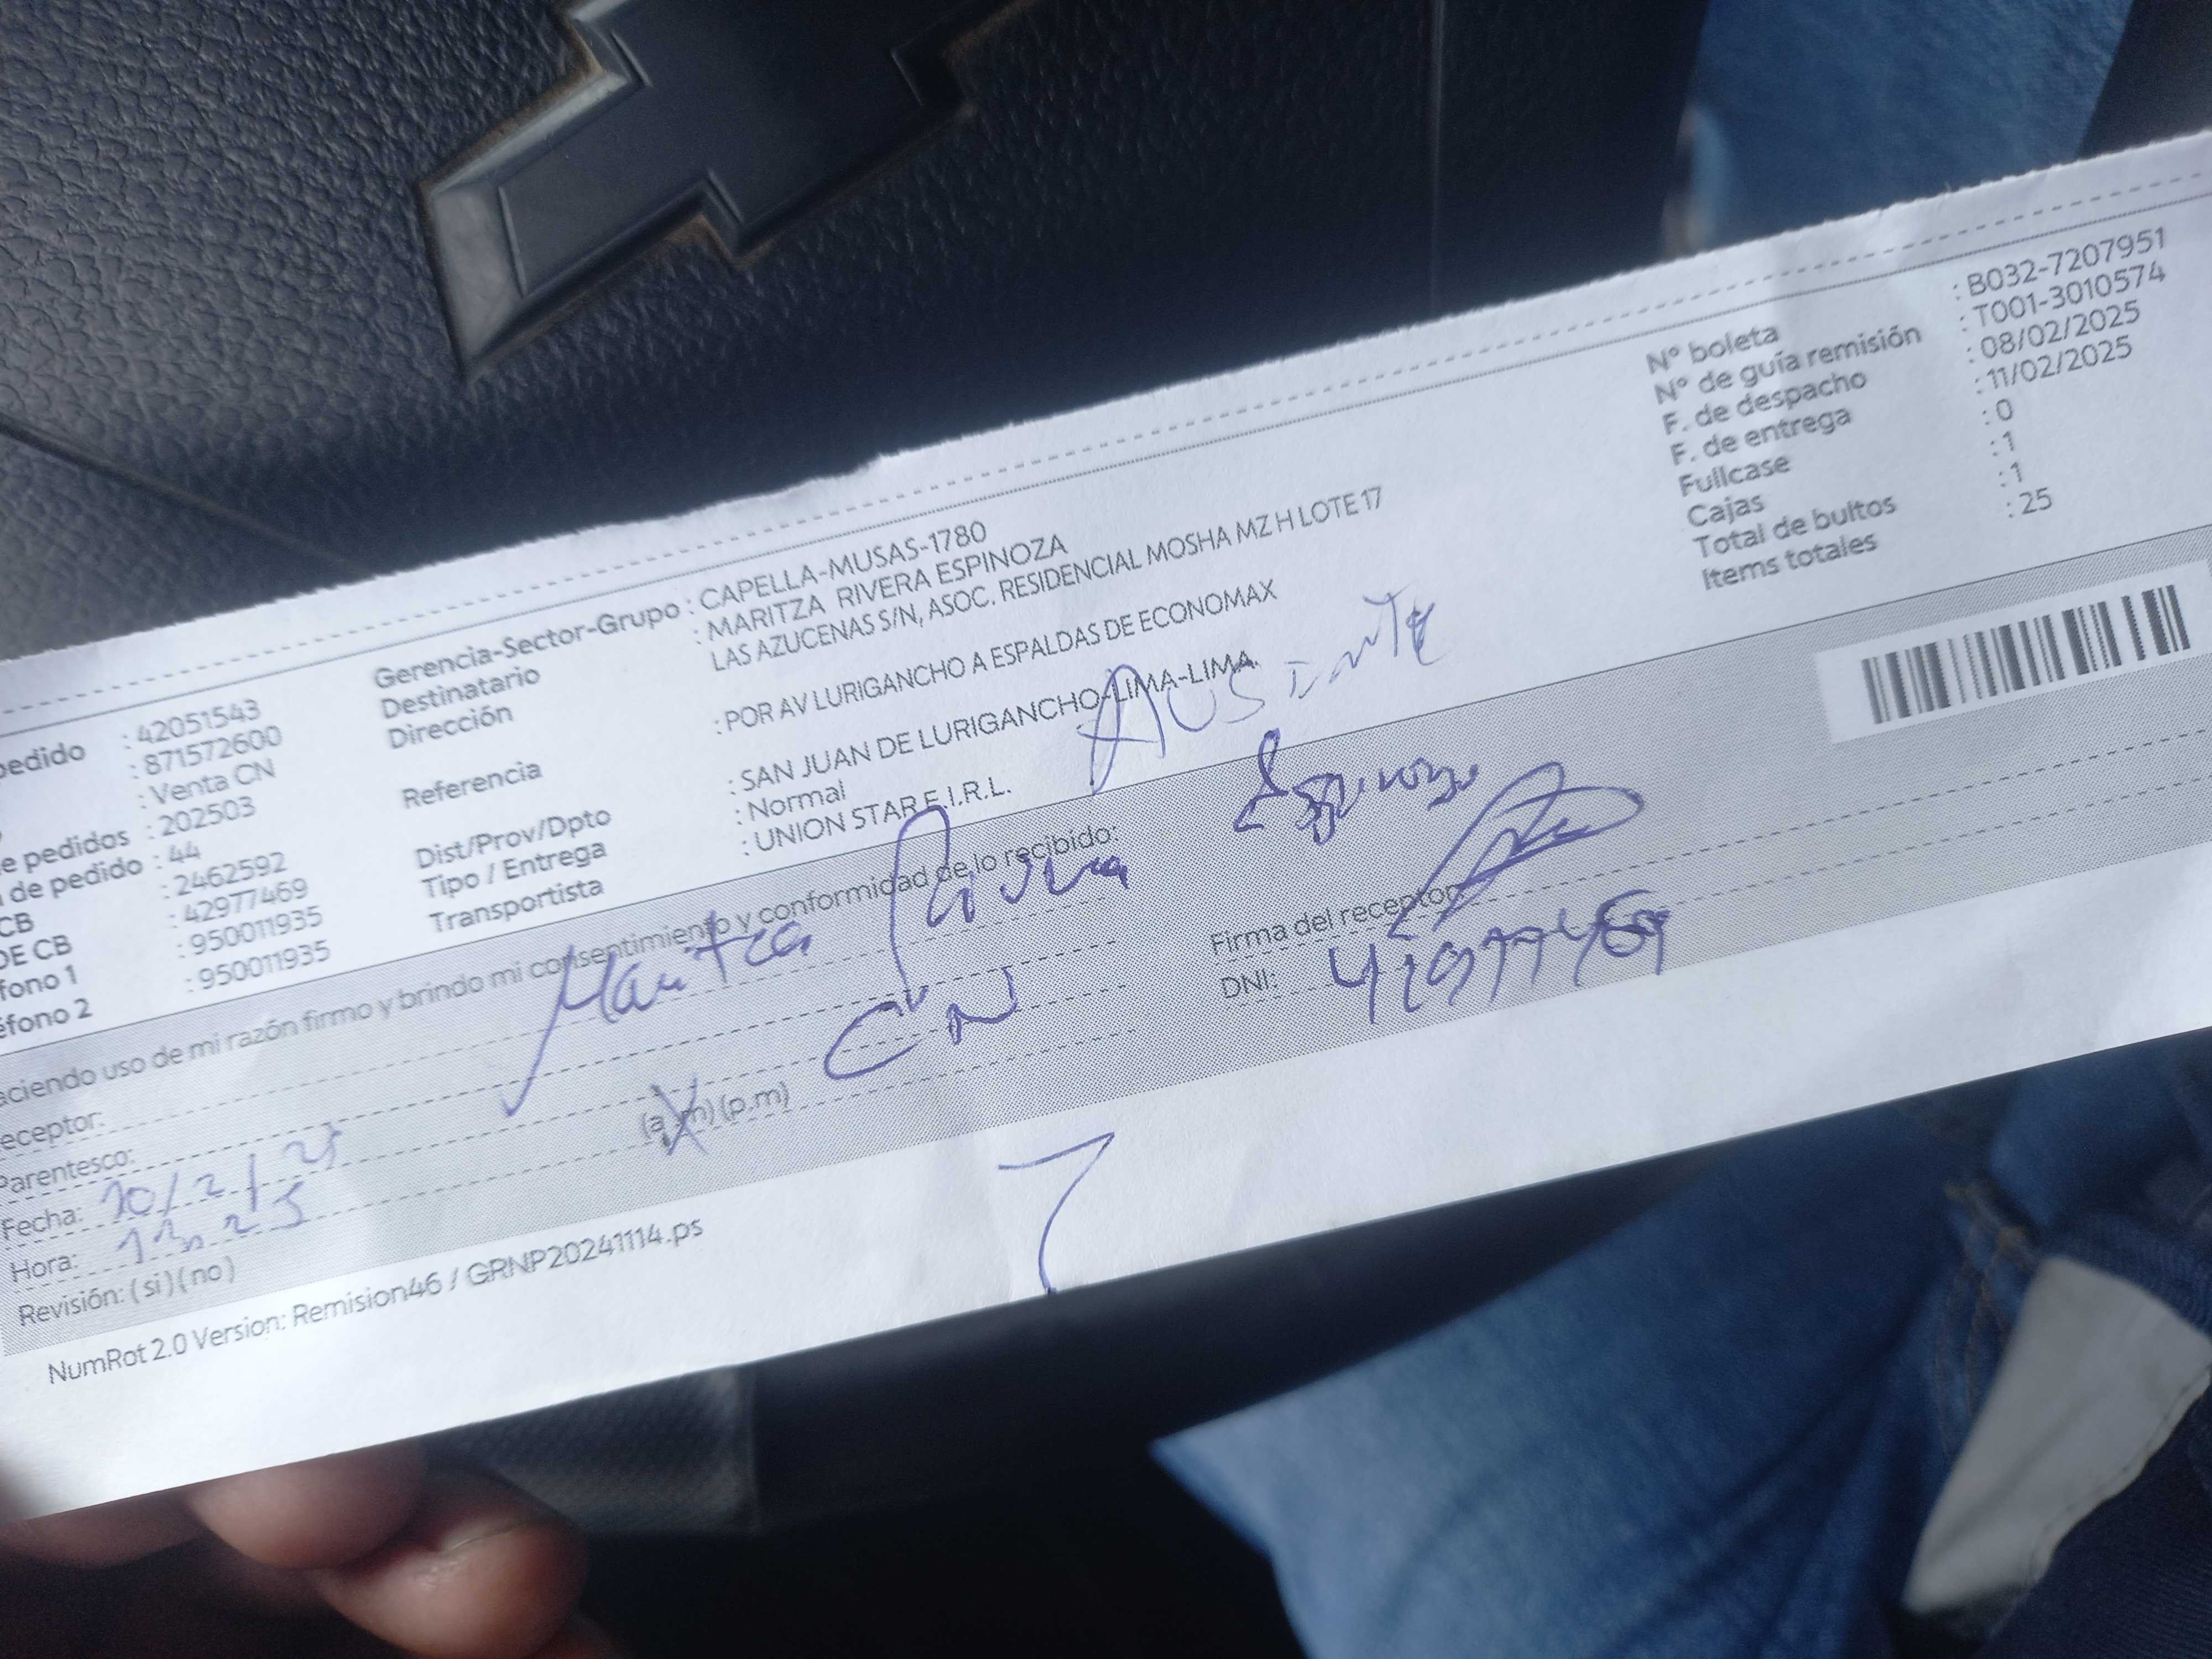 pedido : 42051543
: 871572600
: Venta CN
e pedidos : 202503
de pedido : 44
CB : 2462592
DE CB : 42977469
fono 1 : 950011935
éfono 2 : 950011935
Gerencia-Sector-Grupo : CAPELLA-MUSAS-1780
Destinatario : MARITZA RIVERA ESPINOZA
Dirección LAS AZUCENAS S/N, ASOC. RESIDENCIAL MOSHA MZ H LOTE 17
Referencia : POR AV LURIGANCHO A ESPALDAS DE ECONOMAX
Dist/Prov/Dpto : SAN JUAN DE LURIGANCHO-LIMA-LIMA.
Tipo / Entrega : Normal
Transportista : UNION STAR E.I.R.L.
N° boleta : B032-7207951
N° de guía remisión : T001-3010574
F. de despacho : 08/02/2025
F. de entrega : 11/02/2025
Fullcase : 0
Cajas : 1
Total de bultos : 1
Items totales : 25
AUSENTE
aciendo uso de mi razón firmo y brindo mi consentimiento y conformidad de lo recibido:
eceptor: Maritza Rivera Espinoza
Parentesco: CN
Firma del receptor
Fecha: 10/2/25
DNI: 42977469
Hora: (a.m) (p.m)
Revisión: (si) (no)
7
NumRot 2.0 Version: Remision46 / GRNP20241114.ps